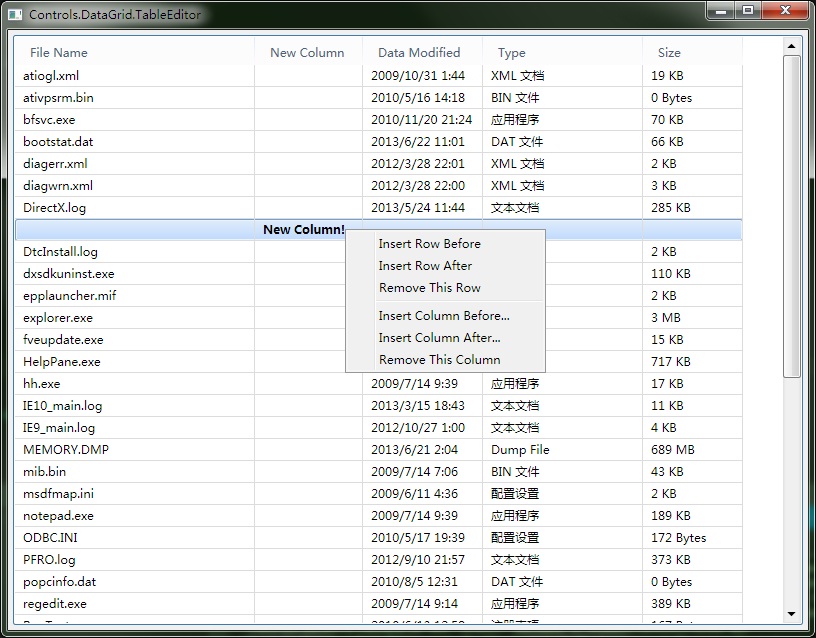 Controls.DataGrid.TableEditor
File Name New Column Data Modified Type Size
atiogl.xml 2009/10/31 1:44 XML 文档 19 KB
ativpsrm.bin 2010/5/16 14:18 BIN 文件 0 Bytes
bfsvc.exe 2010/11/20 21:24 应用程序 70 KB
bootstat.dat 2013/6/22 11:01 DAT 文件 66 KB
diagerr.xml 2012/3/28 22:01 XML 文档 2 KB
diagwrn.xml 2012/3/28 22:00 XML 文档 3 KB
DirectX.log 2013/5/24 11:44 文本文档 285 KB
New Column!
Insert Row Before
DtcInstall.log 2 KB
Insert Row After
dxsdkuninst.exe 110 KB
Remove This Row
epplauncher.mif 2 KB
explorer.exe Insert Column Before... 3 MB
fveupdate.exe Insert Column After... 15 KB
HelpPane.exe Remove This Column 717 KB
hh.exe 2009/7/14 9:39 应用程序 17 KB
IE10_main.log 2013/3/15 18:43 文本文档 11 KB
IE9_main.log 2012/10/27 1:00 文本文档 4 KB
MEMORY.DMP 2013/6/21 2:04 Dump File 689 MB
mib.bin 2009/7/14 7:06 BIN 文件 43 KB
msdfmap.ini 2009/6/11 4:36 配置设置 2 KB
notepad.exe 2009/7/14 9:39 应用程序 189 KB
ODBC.INI 2010/5/17 19:39 配置设置 172 Bytes
PFRO.log 2012/9/10 21:57 文本文档 373 KB
popcinfo.dat 2010/8/5 12:31 DAT 文件 0 Bytes
regedit.exe 2009/7/14 9:14 应用程序 389 KB